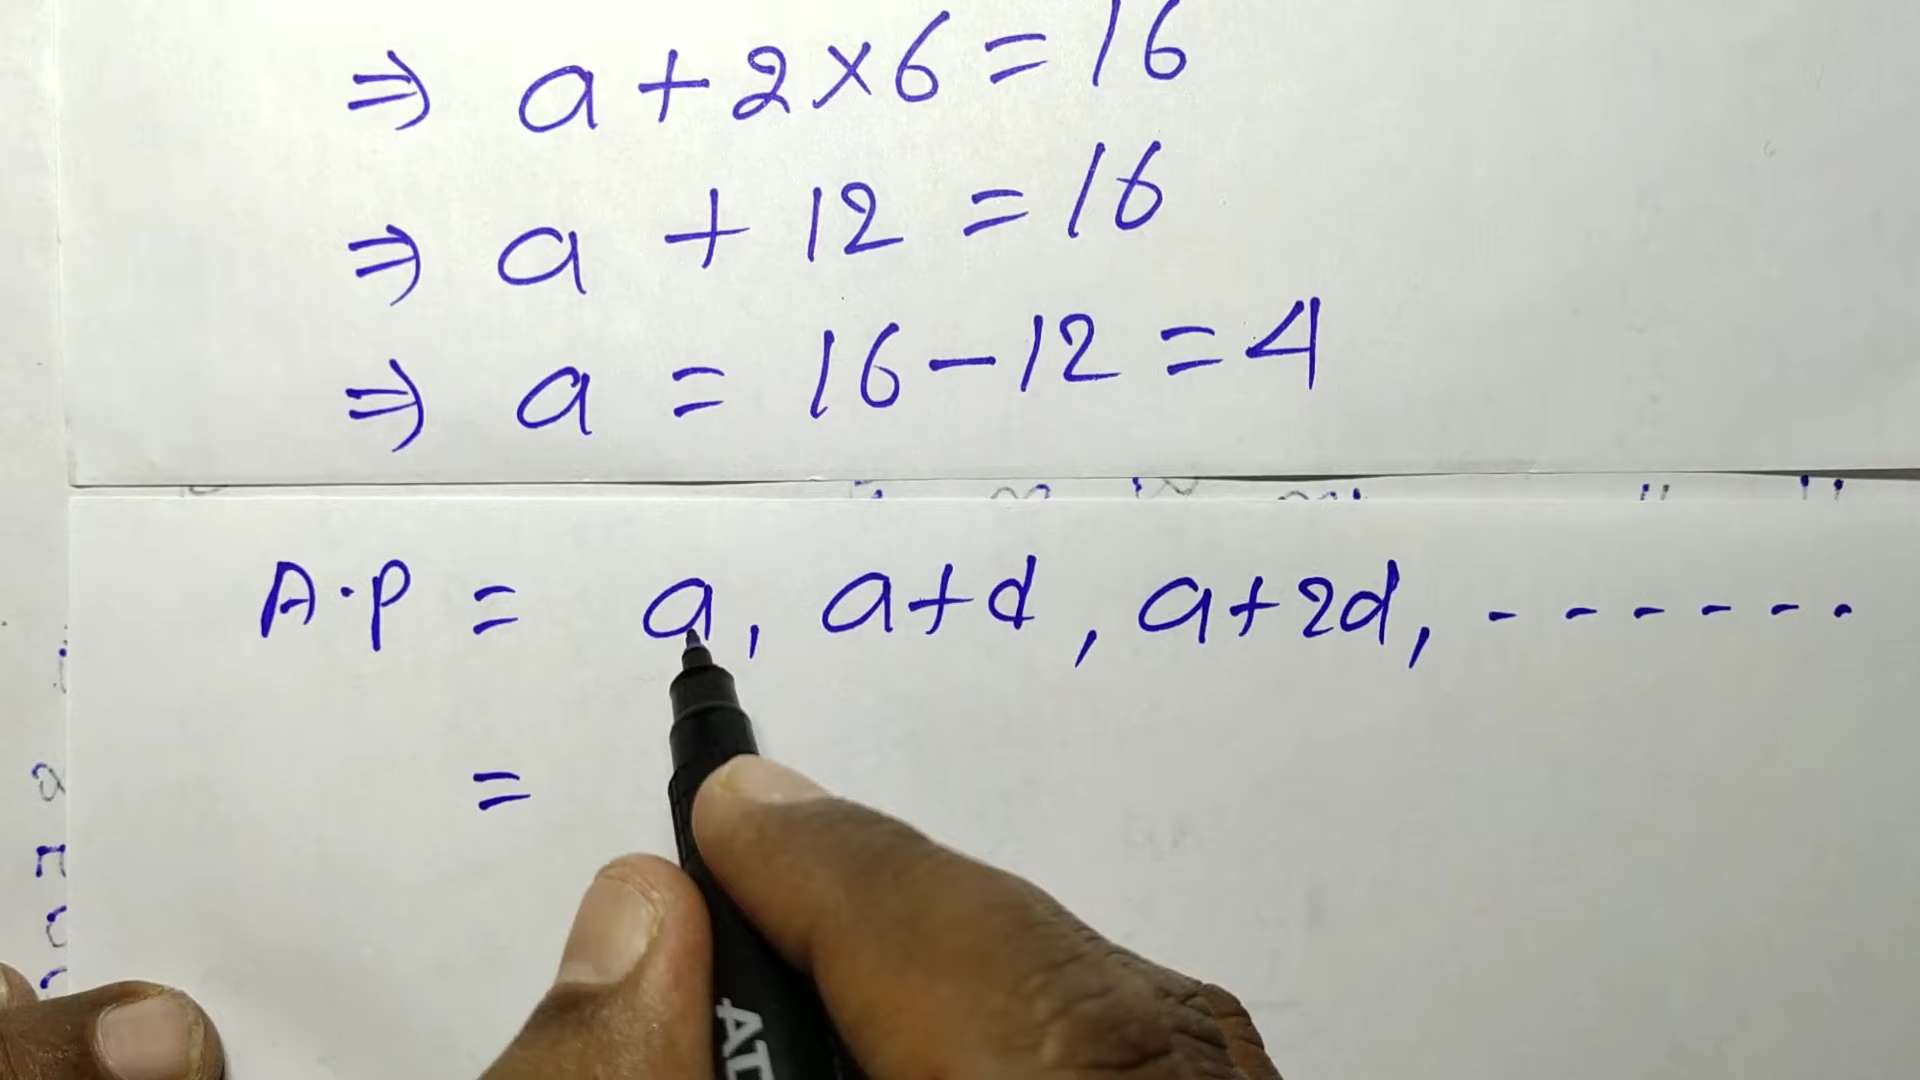 ⇒ a + 2 × 6 = 16
⇒ a + 12 = 16
⇒ a = 16 - 12 = 4
A.P = a, a+d, a+2d, - - - - - -
=